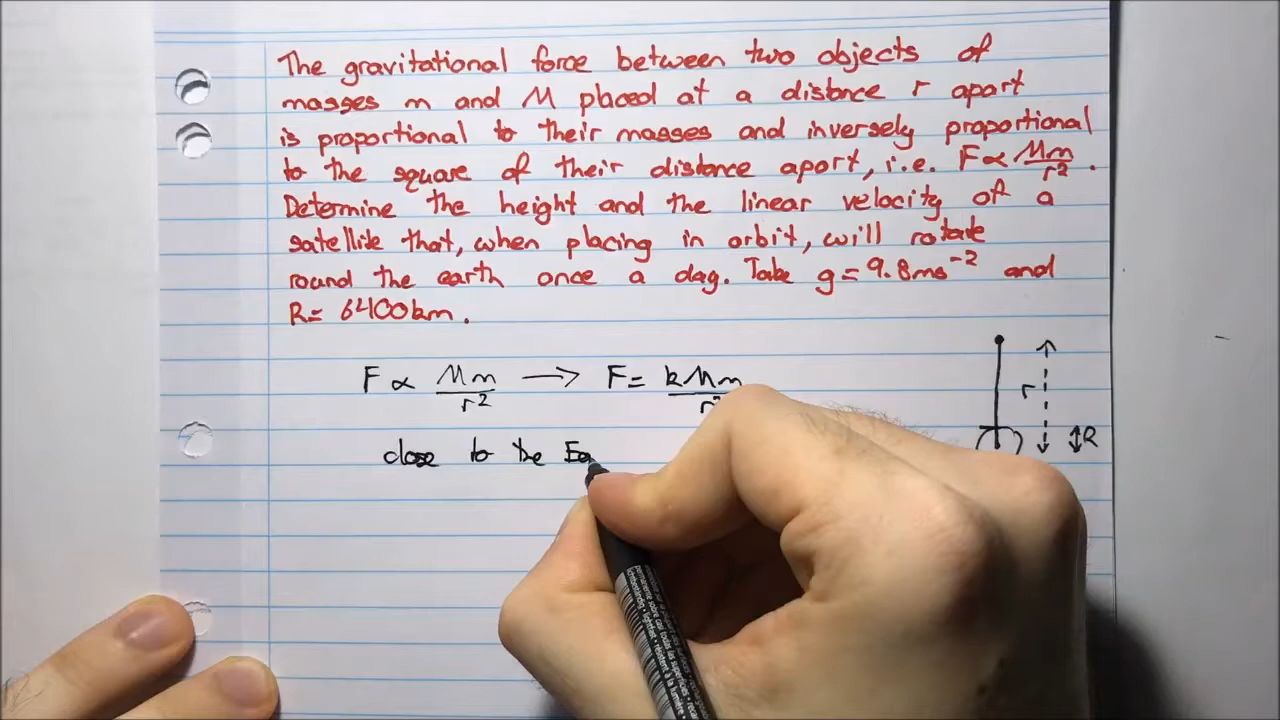 The gravitational force between two objects of
masses m and M placed at a distance r apart
is proportional to their masses and inversely proportional
to the square of their distance apart, i.e. F ∝ Mm/r².
Determine the height and the linear velocity of a
satellite that, when placing in orbit, will rotate
round the earth once a day. Take g = 9.8ms⁻² and
R = 6400km.
F ∝ Mm/r² → F = kMm/r²
r
R
close to the Ea